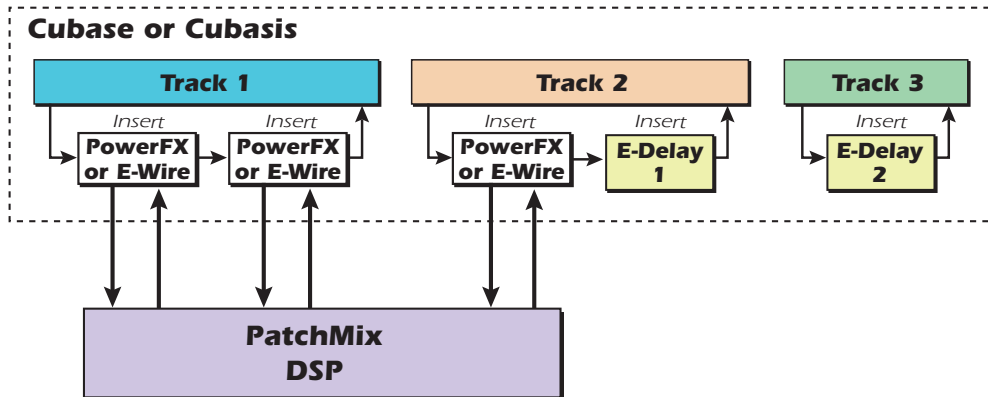 Cubase or Cubasis
Track 1
Track 2
Track 3
Insert
Insert
Insert
Insert
Insert
PowerFX
or E-Wire
PowerFX
or E-Wire
PowerFX
or E-Wire
E-Delay
1
E-Delay
2
PatchMix
DSP